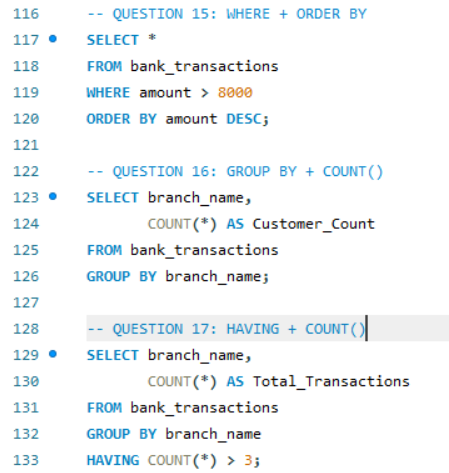 116 -- QUESTION 15: WHERE + ORDER BY
117 SELECT *
118 FROM bank_transactions
119 WHERE amount > 8000
120 ORDER BY amount DESC;
121
122 -- QUESTION 16: GROUP BY + COUNT()
123 SELECT branch_name,
124 COUNT(*) AS Customer_Count
125 FROM bank_transactions
126 GROUP BY branch_name;
127
128 -- QUESTION 17: HAVING + COUNT()
129 SELECT branch_name,
130 COUNT(*) AS Total_Transactions
131 FROM bank_transactions
132 GROUP BY branch_name
133 HAVING COUNT(*) > 3;